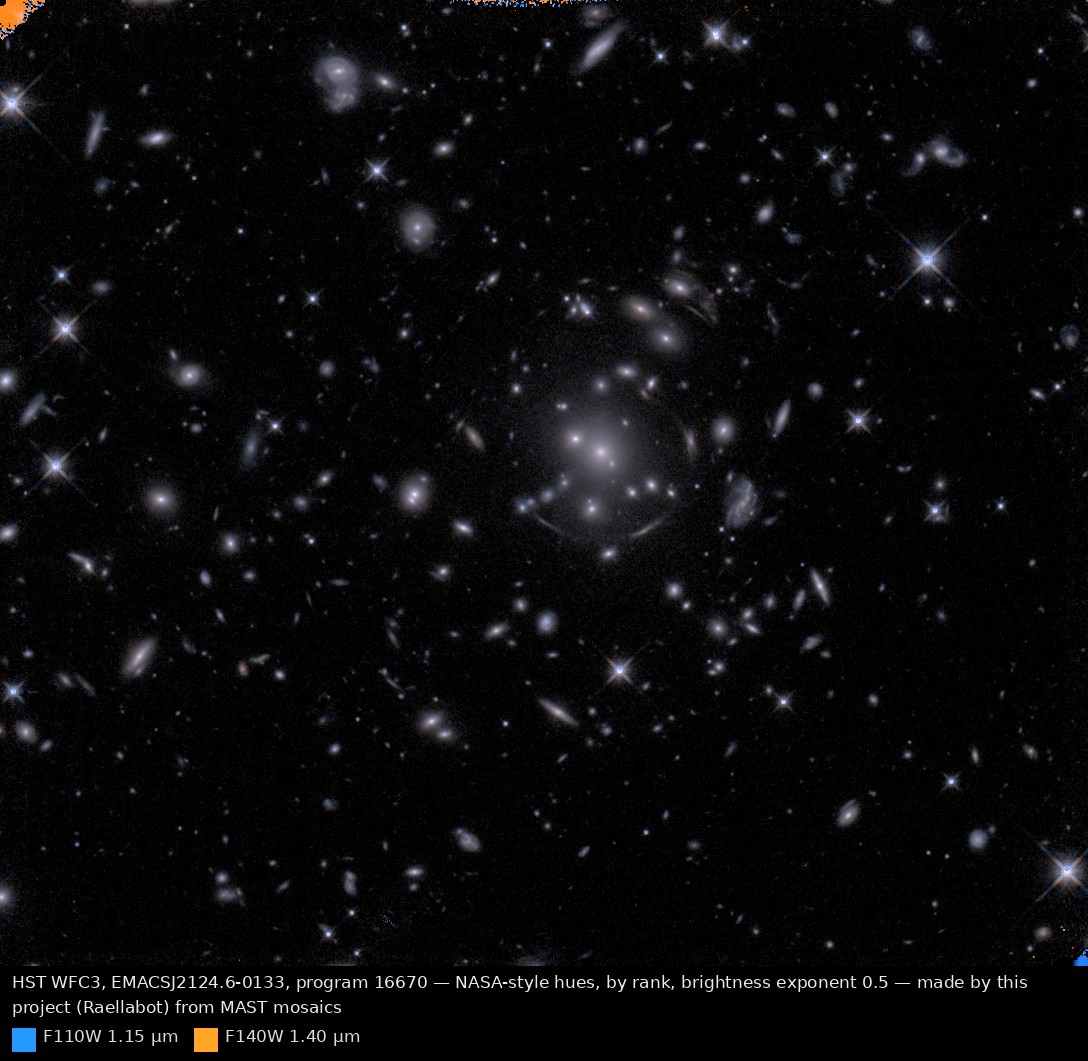 HST WFC3, EMACSJ2124.6-0133, program 16670 — NASA-style hues, by rank, brightness exponent 0.5 — made by this
project (Raellabot) from MAST mosaics
F110W 1.15 μm F140W 1.40 μm